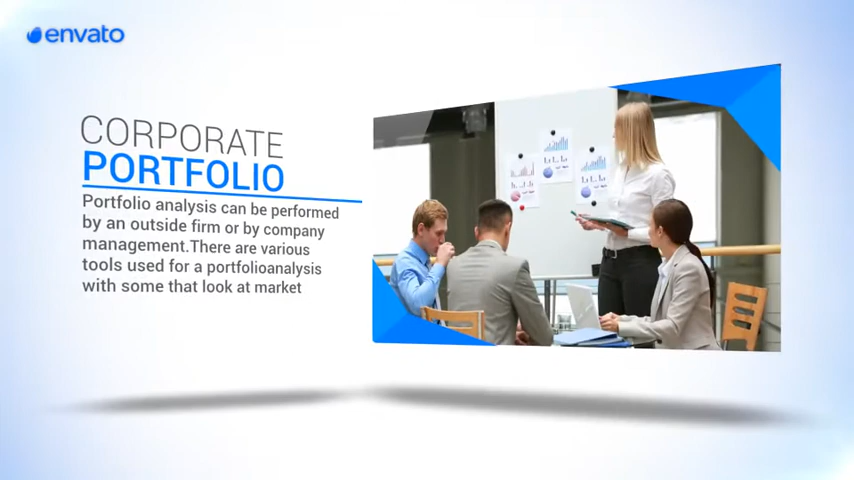 envato
CORPORATE
PORTFOLIO
Portfolio analysis can be performed
by an outside firm or by company
management.There are various
tools used for a portfolioanalysis
with some that look at market